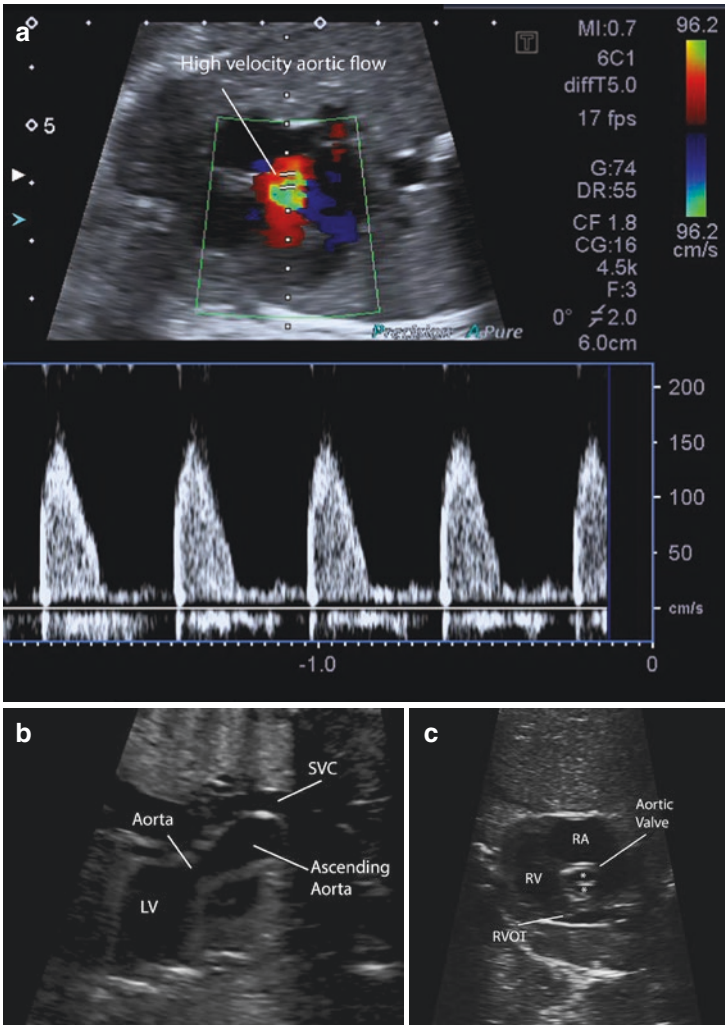 a
High velocity aortic flow
5
T
MI:0.7
6C1
diffT5.0
17 fps
G:74
DR:55
CF 1.8
CG:16
4.5k
F:3
0° ≠2.0
6.0cm
96.2
96.2
cm/s
Precision APure
200
150
100
50
cm/s
-1.0
0
b
SVC
Aorta
Ascending
Aorta
LV
c
Aortic
Valve
RA
RV
RVOT